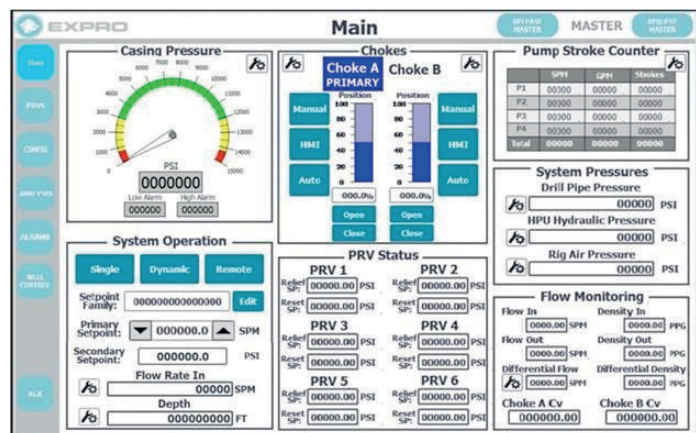 EXPRO
Main
RELEASE MASTER
MASTER
REQUEST MASTER
Main
PRVS
CONFIG
ANALYSIS
ALARMS
WELL CONTROL
ACK
Casing Pressure
0
1000
2000
3000
4000
5000
6000
7000
8000
9000
10000
11000
12000
13000
14000
15000
PSI
0000000
Low Alarm High Alarm
000000 000000
Chokes
Choke A Choke B
PRIMARY
Position Position
100 100
80 80
60 60
40 40
20 20
0 0
Manual Manual
HMI HMI
Auto Auto
000.0% 000.0%
Open Open
Close Close
Pump Stroke Counter
SPM GPM Strokes
P1 00000 00000 00000
P2 00000 00000 00000
P3 00000 00000 00000
P4 00000 00000 00000
Total 00000 00000 00000
System Pressures
Drill Pipe Pressure
00000 PSI
HPU Hydraulic Pressure
00000 PSI
Rig Air Pressure
00000 PSI
System Operation
Single Dynamic Remote
Setpoint Family: 00000000000000 Edit
Primary Setpoint: 000000.0 SPM
Secondary Setpoint: 000000.0 PSI
Flow Rate In
00000 SPM
Depth
000000000 FT
PRV Status
PRV 1 PRV 2
Relief SP: 00000.00 PSI Relief SP: 00000.00 PSI
Reset SP: 00000.00 PSI Reset SP: 00000.00 PSI
PRV 3 PRV 4
Relief SP: 00000.00 PSI Relief SP: 00000.00 PSI
Reset SP: 00000.00 PSI Reset SP: 00000.00 PSI
PRV 5 PRV 6
Relief SP: 00000.00 PSI Relief SP: 00000.00 PSI
Reset SP: 00000.00 PSI Reset SP: 00000.00 PSI
Flow Monitoring
Flow In Density In
0000.00 SPM 0000.00 PPG
Flow Out Density Out
0000.00 SPM 0000.00 PPG
Differential Flow Differential Density
0000.00 SPM 0000.00 PPG
Choke A Cv Choke B Cv
000000.00 000000.00